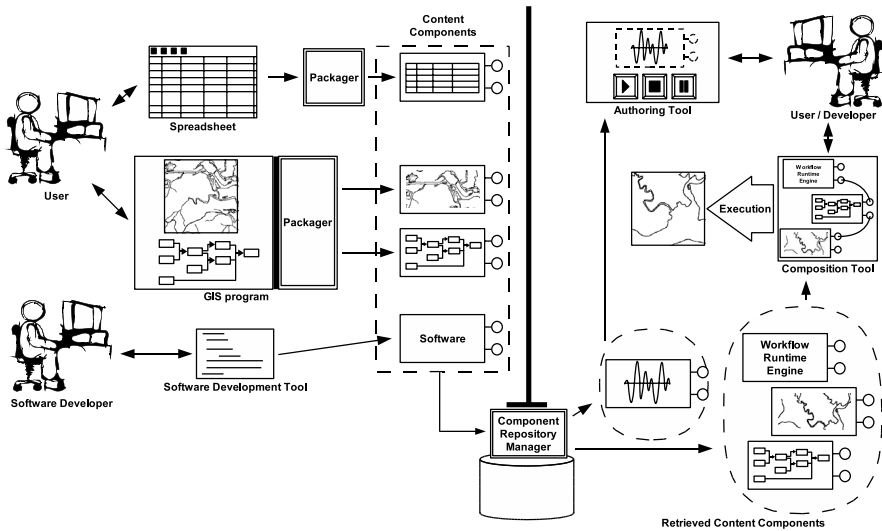 Content
Components
Packager
Spreadsheet
User
Packager
GIS program
Software
Software Development Tool
Software Developer
Component
Repository
Manager
Authoring Tool
User / Developer
Workflow
Runtime
Engine
Execution
Composition Tool
Workflow
Runtime
Engine
Retrieved Content Components